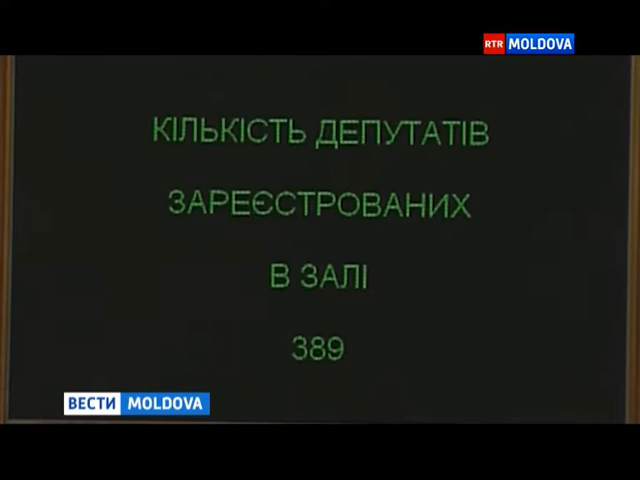 RTR MOLDOVA
КІЛЬКІСТЬ ДЕПУТАТІВ
ЗАРЕЄСТРОВАНИХ
В ЗАЛІ
389
ВЕСТИ MOLDOVA